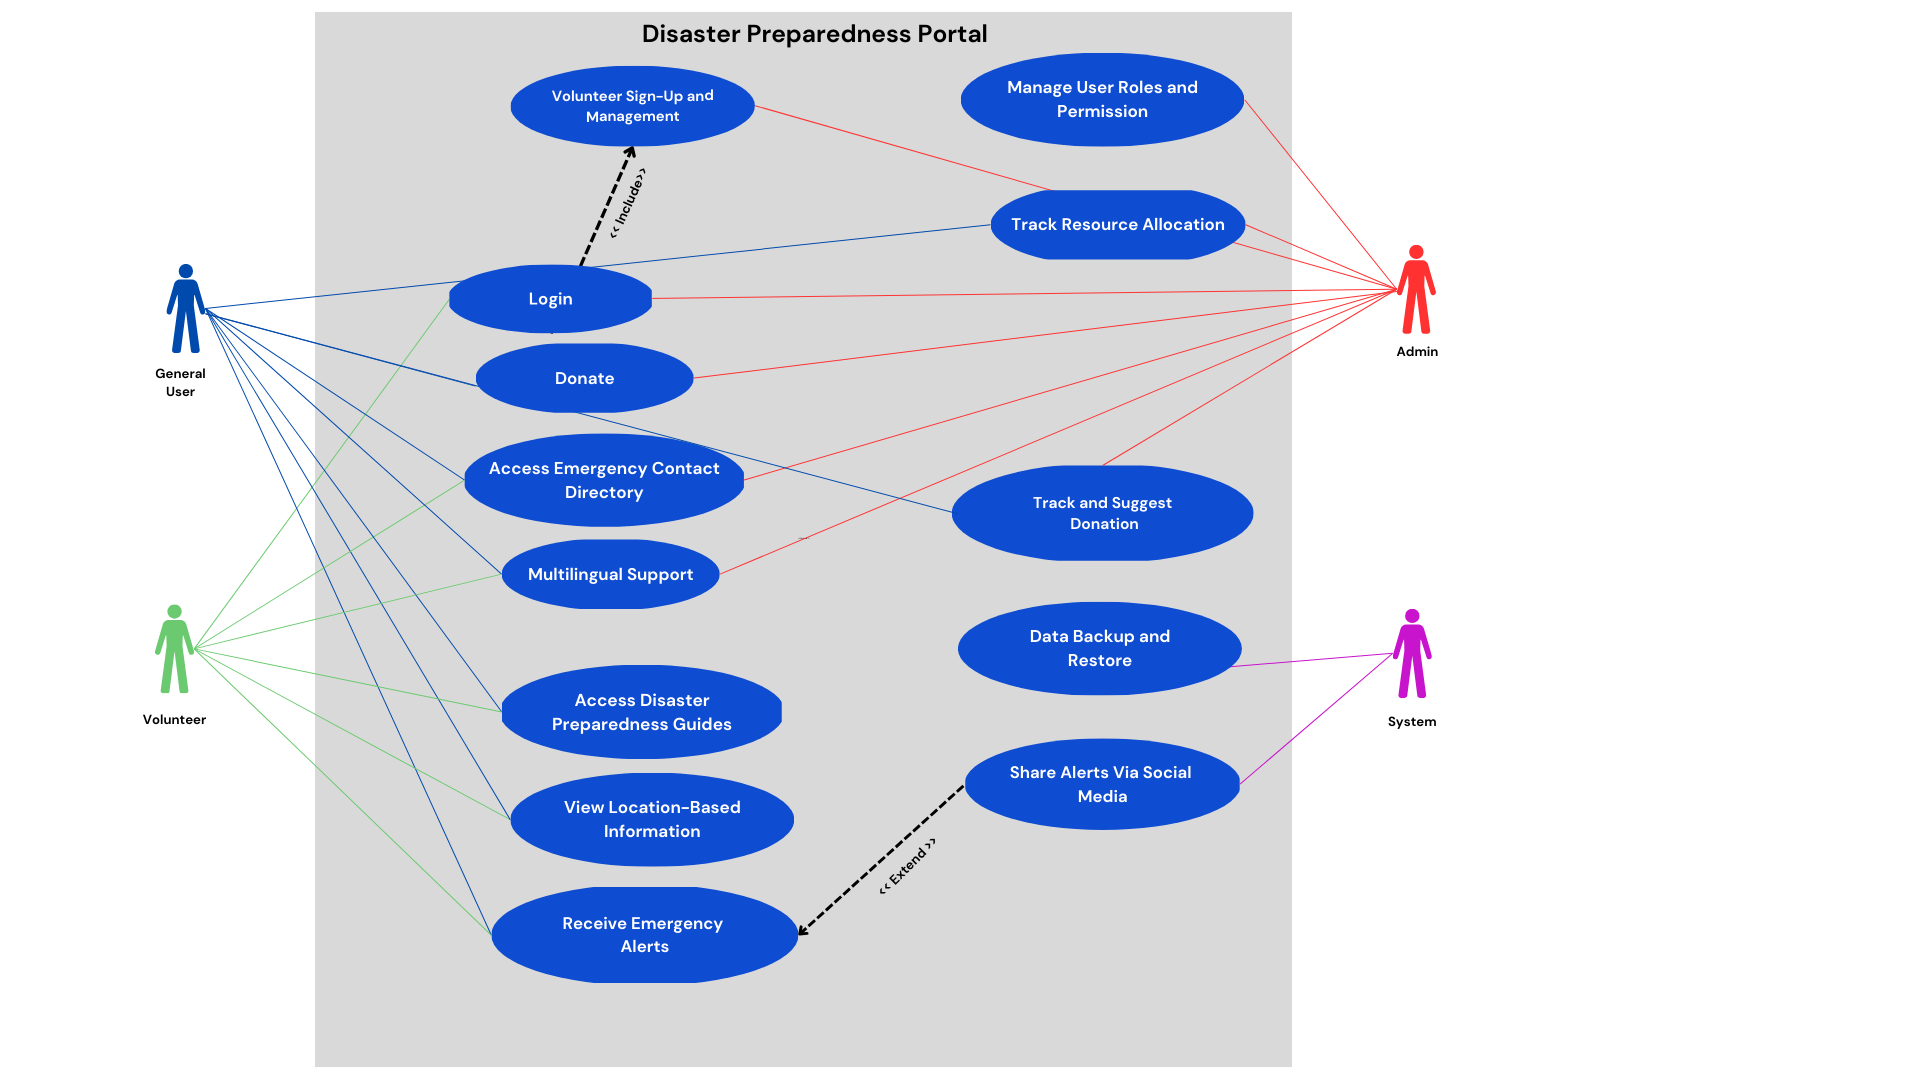 Disaster Preparedness Portal
Volunteer Sign-Up and
Management
Manage User Roles and
Permission
<< Include>>
Track Resource Allocation
Login
General
User
Admin
Donate
Access Emergency Contact
Directory
Track and Suggest
Donation
Multilingual Support
Data Backup and
Restore
Volunteer
System
Access Disaster
Preparedness Guides
Share Alerts Via Social
Media
View Location-Based
Information
<< Extend >>
Receive Emergency
Alerts